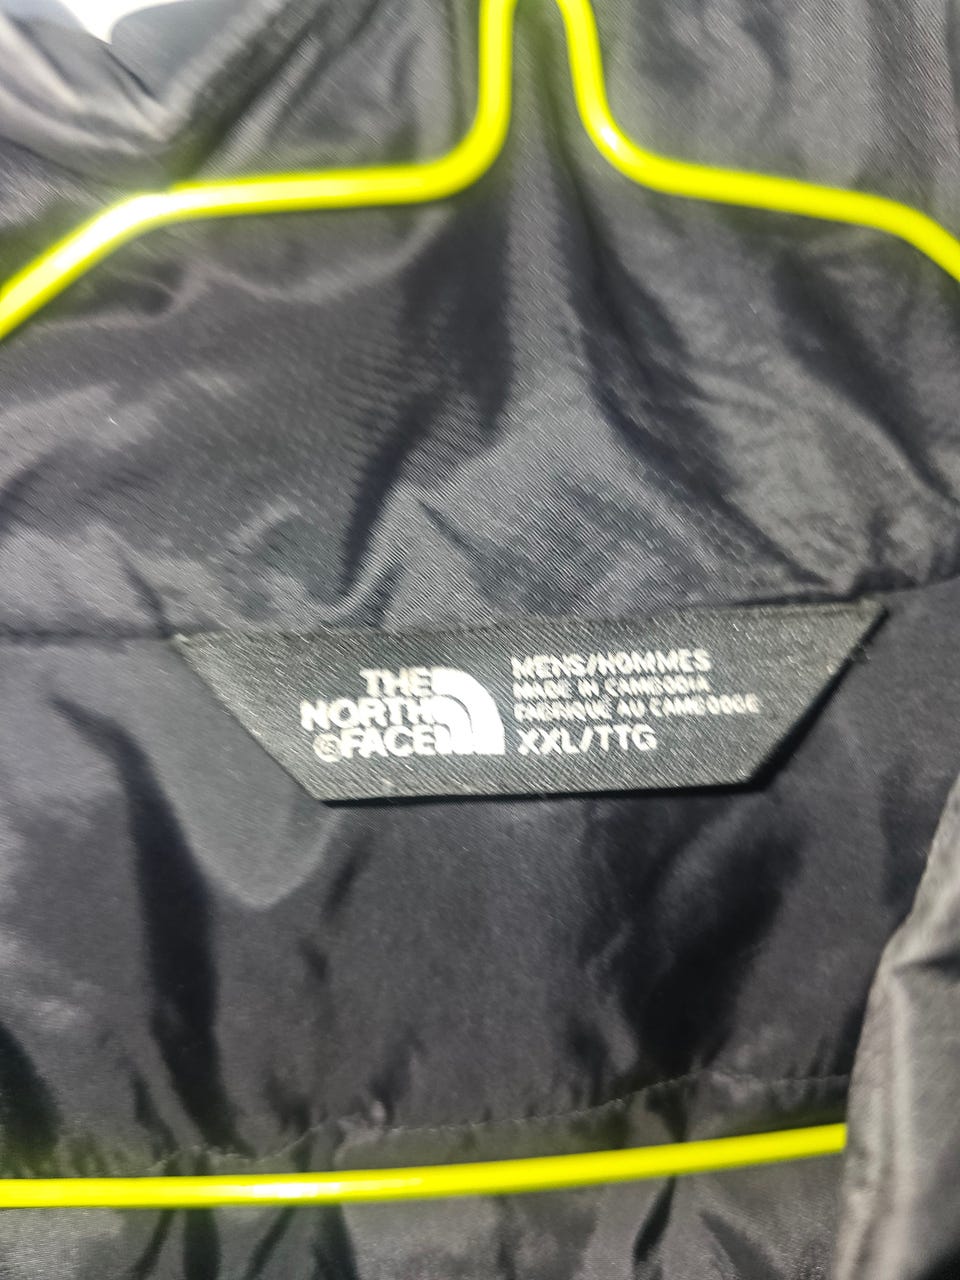 THE
NORTH
FACE
MENS/HOMMES
MADE IN CAMBODIA
FABRIQUÉ AU CAMBODGE
XXL/TTG